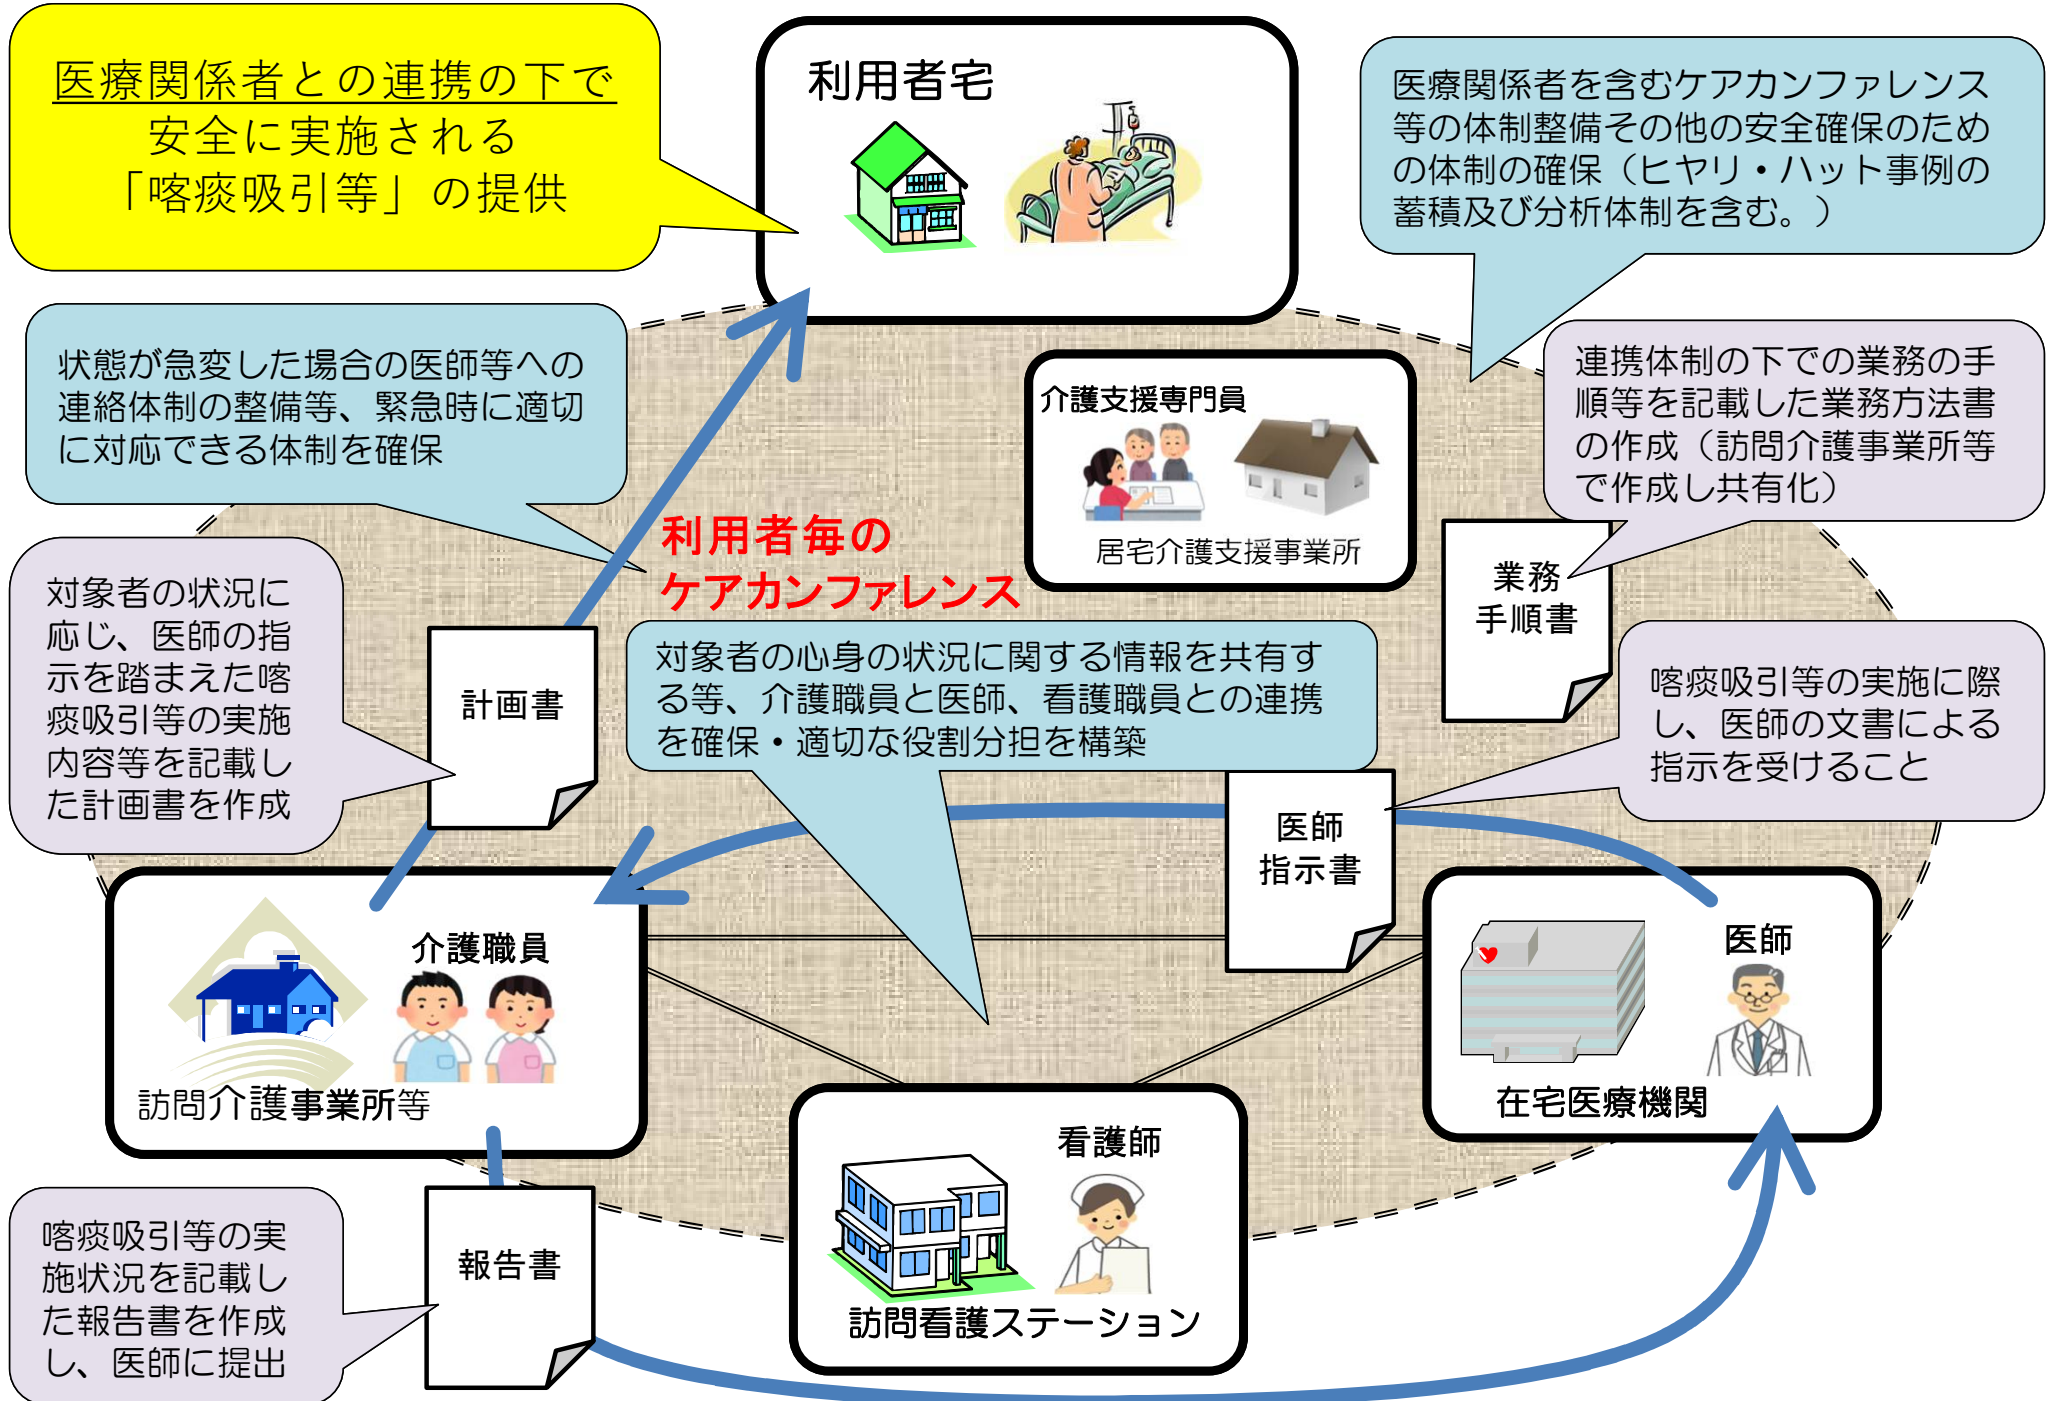 医療関係者との連携の下で
安全に実施される
「喀痰吸引等」の提供
利用者宅
医療関係者を含むケアカンファレンス
等の体制整備その他の安全確保のため
の体制の確保（ヒヤリ・ハット事例の
蓄積及び分析体制を含む。）
状態が急変した場合の医師等への
連絡体制の整備等、緊急時に適切
に対応できる体制を確保
介護支援専門員
居宅介護支援事業所
連携体制の下での業務の手
順等を記載した業務方法書
の作成（訪問介護事業所等
で作成し共有化）
利用者毎の
ケアカンファレンス
業務
手順書
対象者の状況に
応じ、医師の指
示を踏まえた喀
痰吸引等の実施
内容等を記載し
た計画書を作成
計画書
対象者の心身の状況に関する情報を共有す
る等、介護職員と医師、看護職員との連携
を確保・適切な役割分担を構築
喀痰吸引等の実施に際
し、医師の文書による
指示を受けること
医師
指示書
介護職員
訪問介護事業所等
医師
在宅医療機関
看護師
訪問看護ステーション
喀痰吸引等の実
施状況を記載し
た報告書を作成
し、医師に提出
報告書